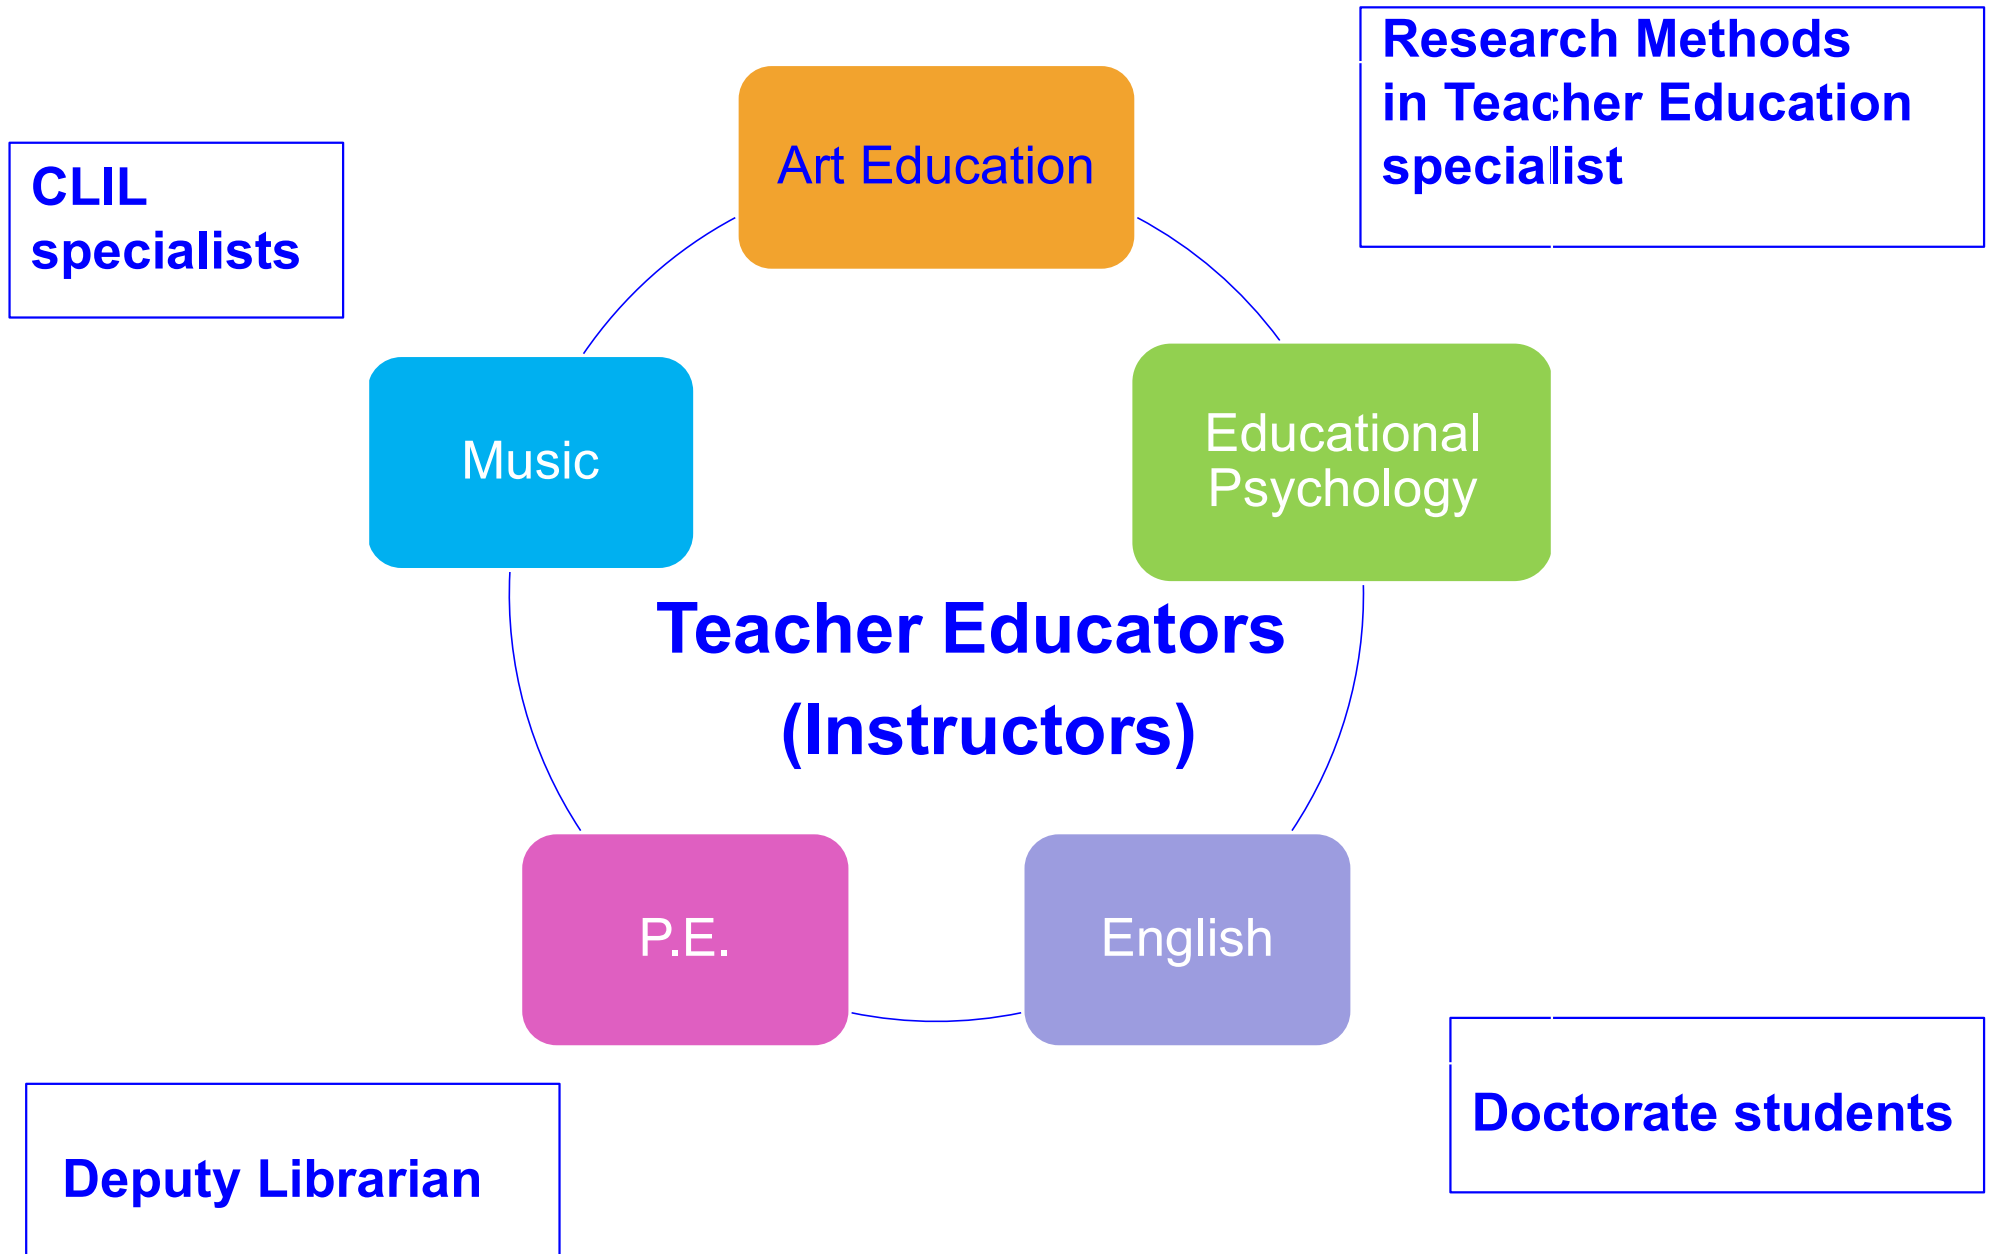 Research Methods
in Teacher Education
specialist
Art Education
CLIL
specialists
Music
Educational
Psychology
Teacher Educators
(Instructors)
P.E.
English
Doctorate students
Deputy Librarian